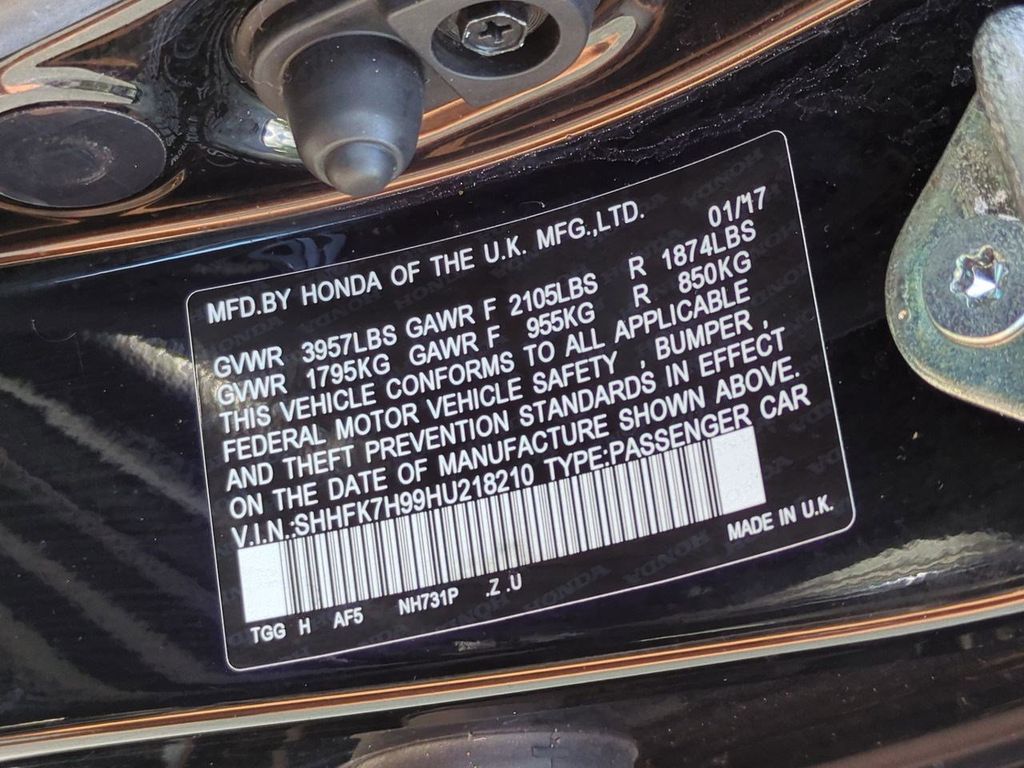 MFD.BY HONDA OF THE U.K. MFG.,LTD.
01/17
GVWR 3957LBS GAWR F 2105LBS R 1874LBS
GVWR 1795KG GAWR F 955KG R 850KG
THIS VEHICLE CONFORMS TO ALL APPLICABLE
FEDERAL MOTOR VEHICLE SAFETY , BUMPER ,
AND THEFT PREVENTION STANDARDS IN EFFECT
ON THE DATE OF MANUFACTURE SHOWN ABOVE.
V.I.N.:SHHFK7H99HU218210 TYPE:PASSENGER CAR
TGG H AF5 NH731P .Z .U
MADE IN U.K.